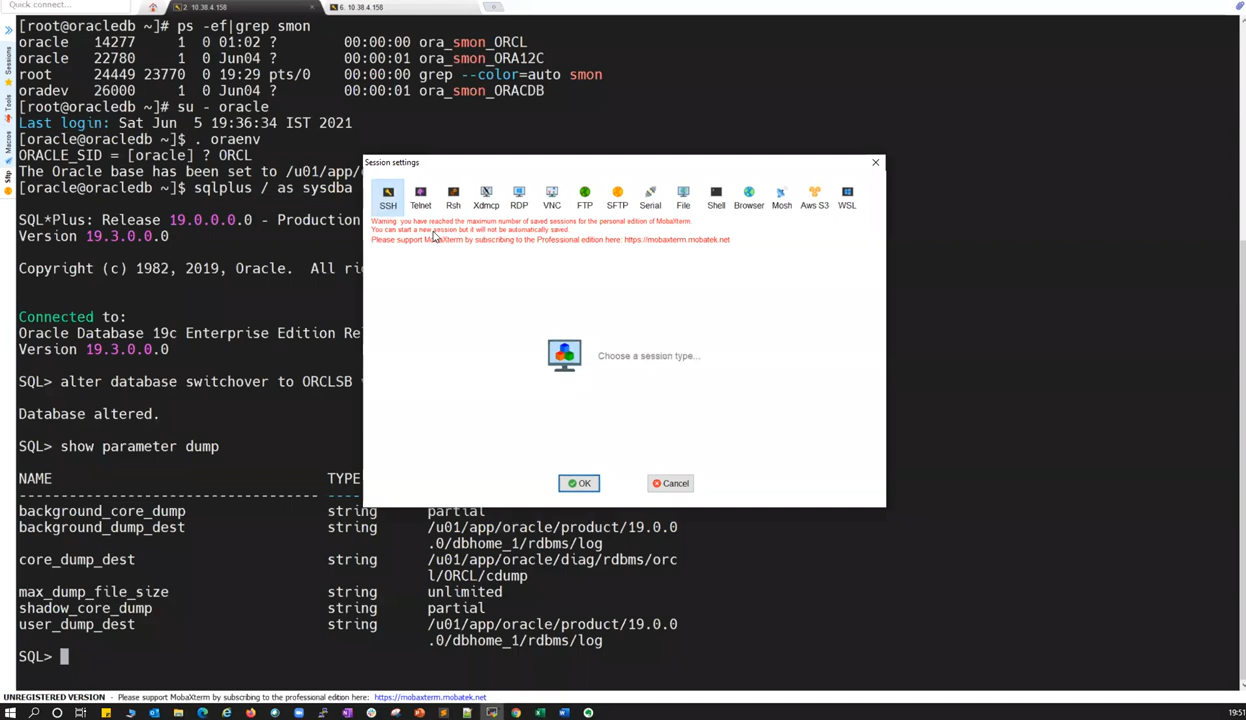 Quick connect...
2. 10.38.4.158
6. 10.38.4.158
Sessions
Tools
Macros
Sftp
[root@oracledb ~]# ps -ef|grep smon
oracle 14277 1 0 01:02 ? 00:00:00 ora_smon_ORCL
oracle 22780 1 0 Jun04 ? 00:00:01 ora_smon_ORA12C
root 24449 23770 0 19:29 pts/0 00:00:00 grep --color=auto smon
oradev 26000 1 0 Jun04 ? 00:00:01 ora_smon_ORACDB
[root@oracledb ~]# su - oracle
Last login: Sat Jun 5 19:36:34 IST 2021
[oracle@oracledb ~]$ . oraenv
ORACLE_SID = [oracle] ? ORCL
The Oracle base has been set to /u01/app/
[oracle@oracledb ~]$ sqlplus / as sysdba
SQL*Plus: Release 19.0.0.0.0 - Production
Version 19.3.0.0.0
Copyright (c) 1982, 2019, Oracle. All ri
Connected to:
Oracle Database 19c Enterprise Edition Rel
Version 19.3.0.0.0
SQL> alter database switchover to ORCLSB v
Database altered.
SQL> show parameter dump
NAME TYPE
------------------------------------ ----
background_core_dump string partial
background_dump_dest string /u01/app/oracle/product/19.0.0
.0/dbhome_1/rdbms/log
core_dump_dest string /u01/app/oracle/diag/rdbms/orc
l/ORCL/cdump
max_dump_file_size string unlimited
shadow_core_dump string partial
user_dump_dest string /u01/app/oracle/product/19.0.0
.0/dbhome_1/rdbms/log
SQL>
Session settings
SSH Telnet Rsh Xdmcp RDP VNC FTP SFTP Serial File Shell Browser Mosh Aws S3 WSL
Warning: you have reached the maximum number of saved sessions for the personal edition of MobaXterm.
You can start a new session but it will not be automatically saved.
Please support MobaXterm by subscribing to the Professional edition here: https://mobaxterm.mobatek.net
Choose a session type...
OK
Cancel
UNREGISTERED VERSION - Please support MobaXterm by subscribing to the professional edition here: https://mobaxterm.mobatek.net
19:51